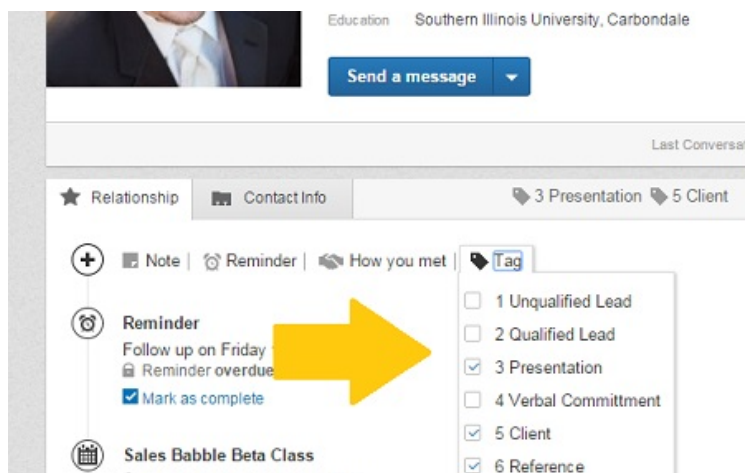 Education Southern Illinois University, Carbondale
Send a message
Last Conversat
Relationship Contact Info 3 Presentation 5 Client
Note | Reminder | How you met | Tag
1 Unqualified Lead
2 Qualified Lead
3 Presentation
4 Verbal Committment
5 Client
6 Reference
Reminder
Follow up on Friday
Reminder overdue
Mark as complete
Sales Babble Beta Class